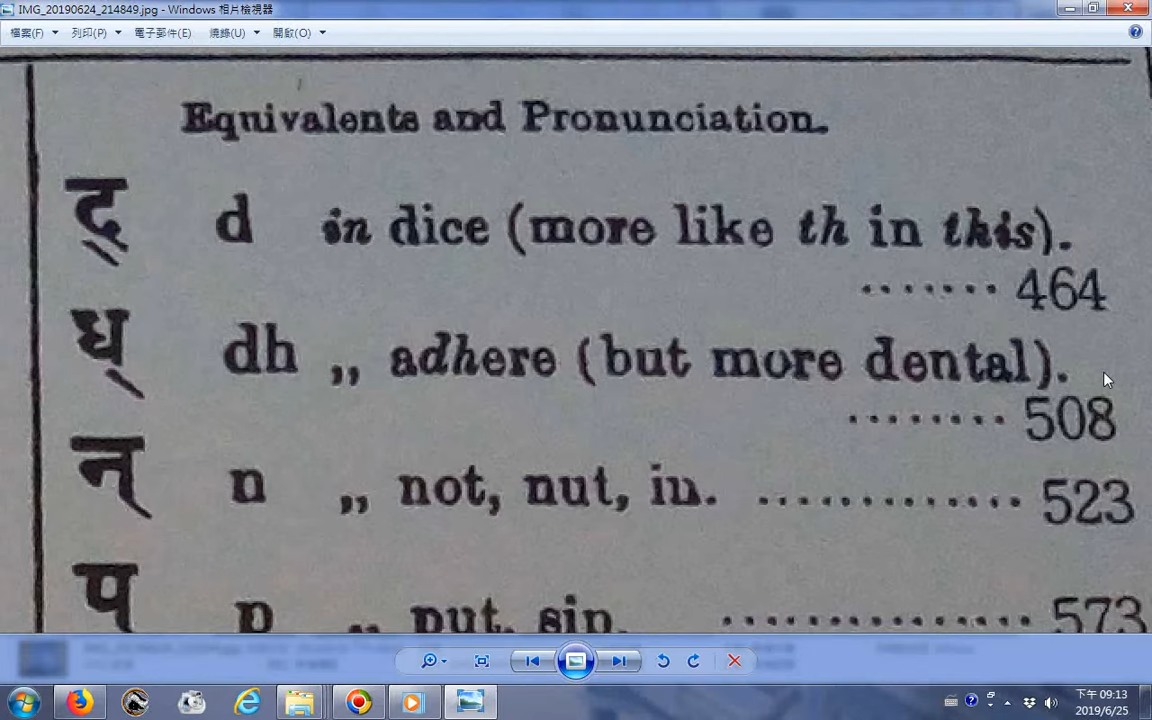 IMG_20190624_214849.jpg - Windows 相片檢視器
檔案(F) 列印(P) 電子郵件(E) 燒錄(U) 開啟(O)
Equivalents and Pronunciation.
द् d in dice (more like th in this).
······· 464
ध् dh ,, adhere (but more dental).
········ 508
न् n ,, not, nut, in. ············· 523
प् p ,, put, sip. ·············· 573
下午 09:13
2019/6/25